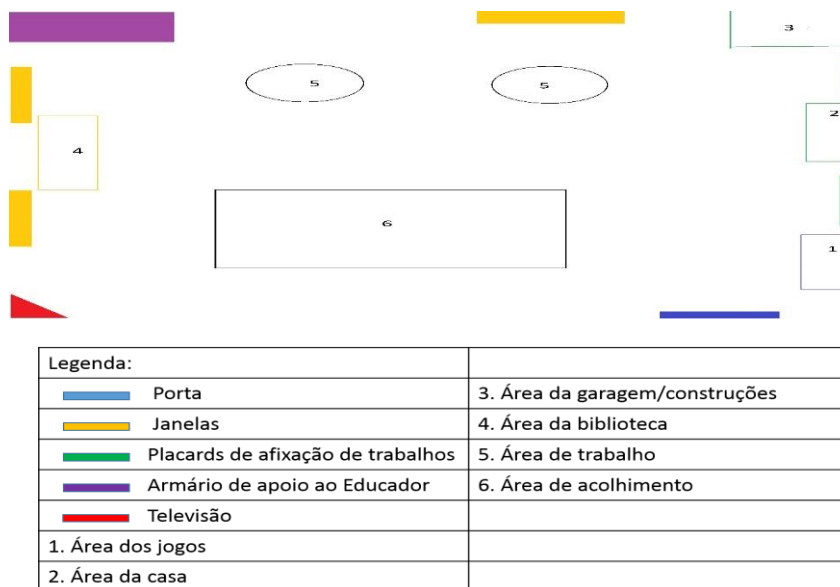 3
5
5
2
4
6
1
Legenda:
Porta
3. Área da garagem/construções
Janelas
4. Área da biblioteca
Placards de afixação de trabalhos
5. Área de trabalho
Armário de apoio ao Educador
6. Área de acolhimento
Televisão
1. Área dos jogos
2. Área da casa